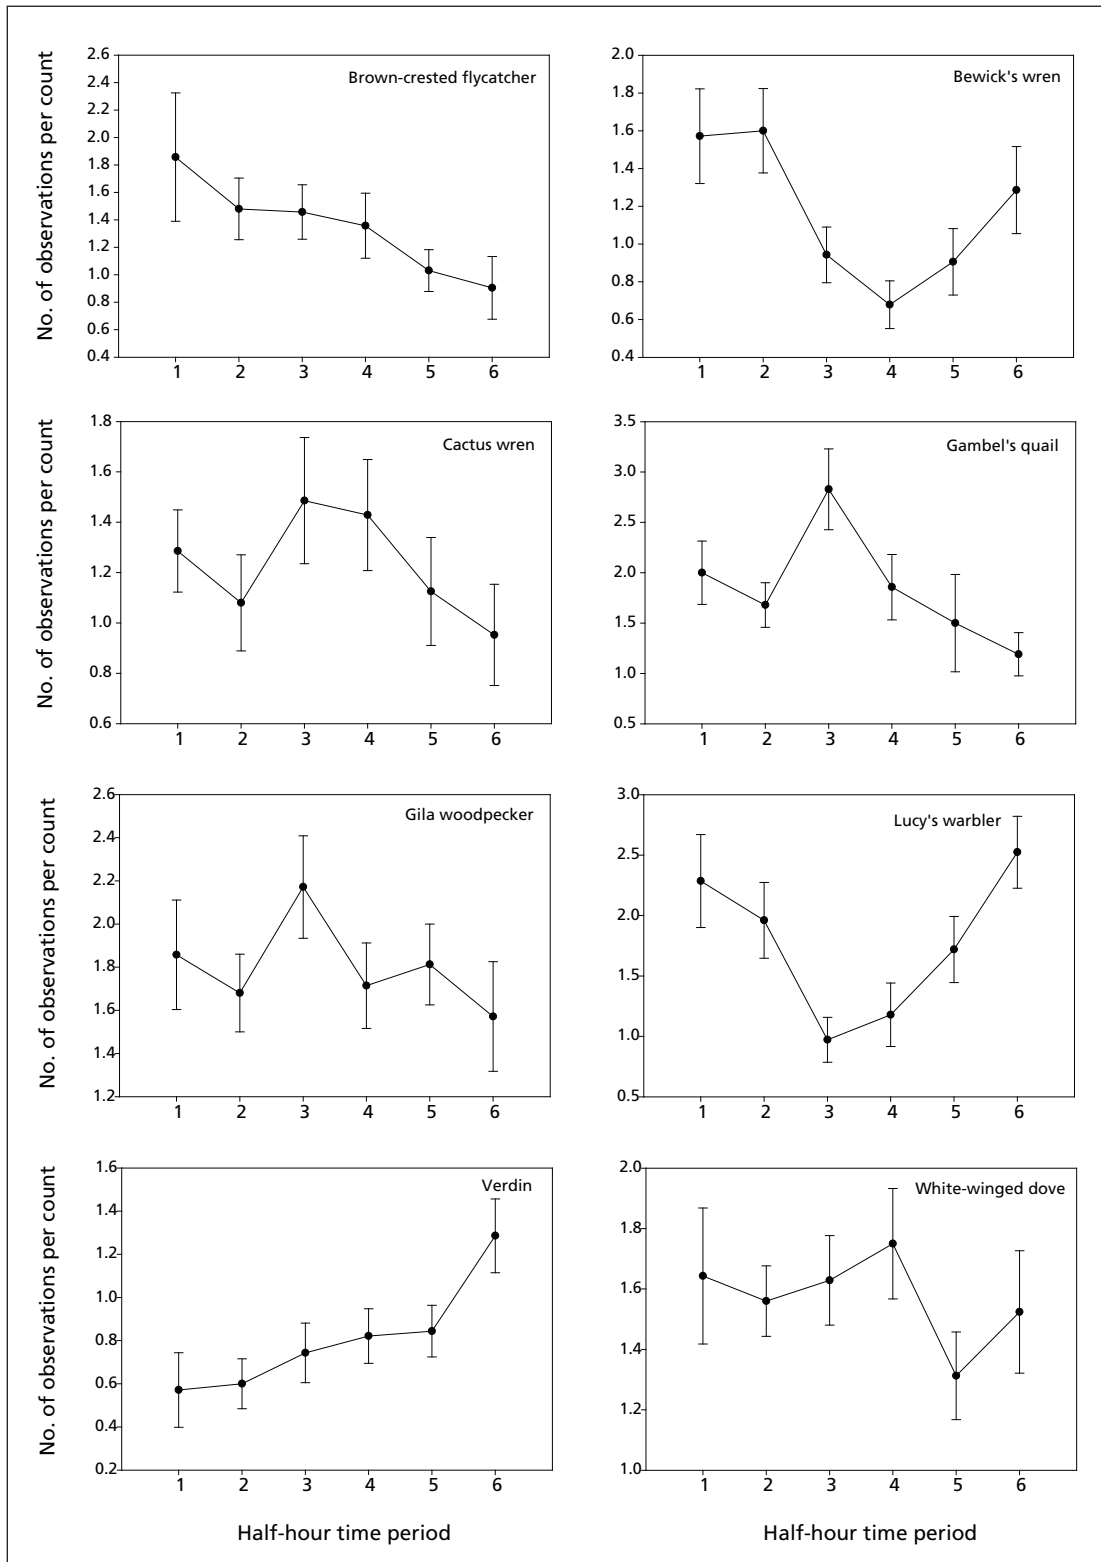 No. of observations per count
2.6
2.4
2.2
2.0
1.8
1.6
1.4
1.2
1.0
0.8
0.6
0.4
Brown-crested flycatcher
1 2 3 4 5 6
2.0
1.8
1.6
1.4
1.2
1.0
0.8
0.6
0.4
Bewick's wren
1 2 3 4 5 6
No. of observations per count
1.8
1.6
1.4
1.2
1.0
0.8
0.6
Cactus wren
1 2 3 4 5 6
3.5
3.0
2.5
2.0
1.5
1.0
0.5
Gambel's quail
1 2 3 4 5 6
No. of observations per count
2.6
2.4
2.2
2.0
1.8
1.6
1.4
1.2
Gila woodpecker
1 2 3 4 5 6
3.0
2.5
2.0
1.5
1.0
0.5
Lucy's warbler
1 2 3 4 5 6
No. of observations per count
1.6
1.4
1.2
1.0
0.8
0.6
0.4
0.2
Verdin
1 2 3 4 5 6
Half-hour time period
2.0
1.8
1.6
1.4
1.2
1.0
White-winged dove
1 2 3 4 5 6
Half-hour time period